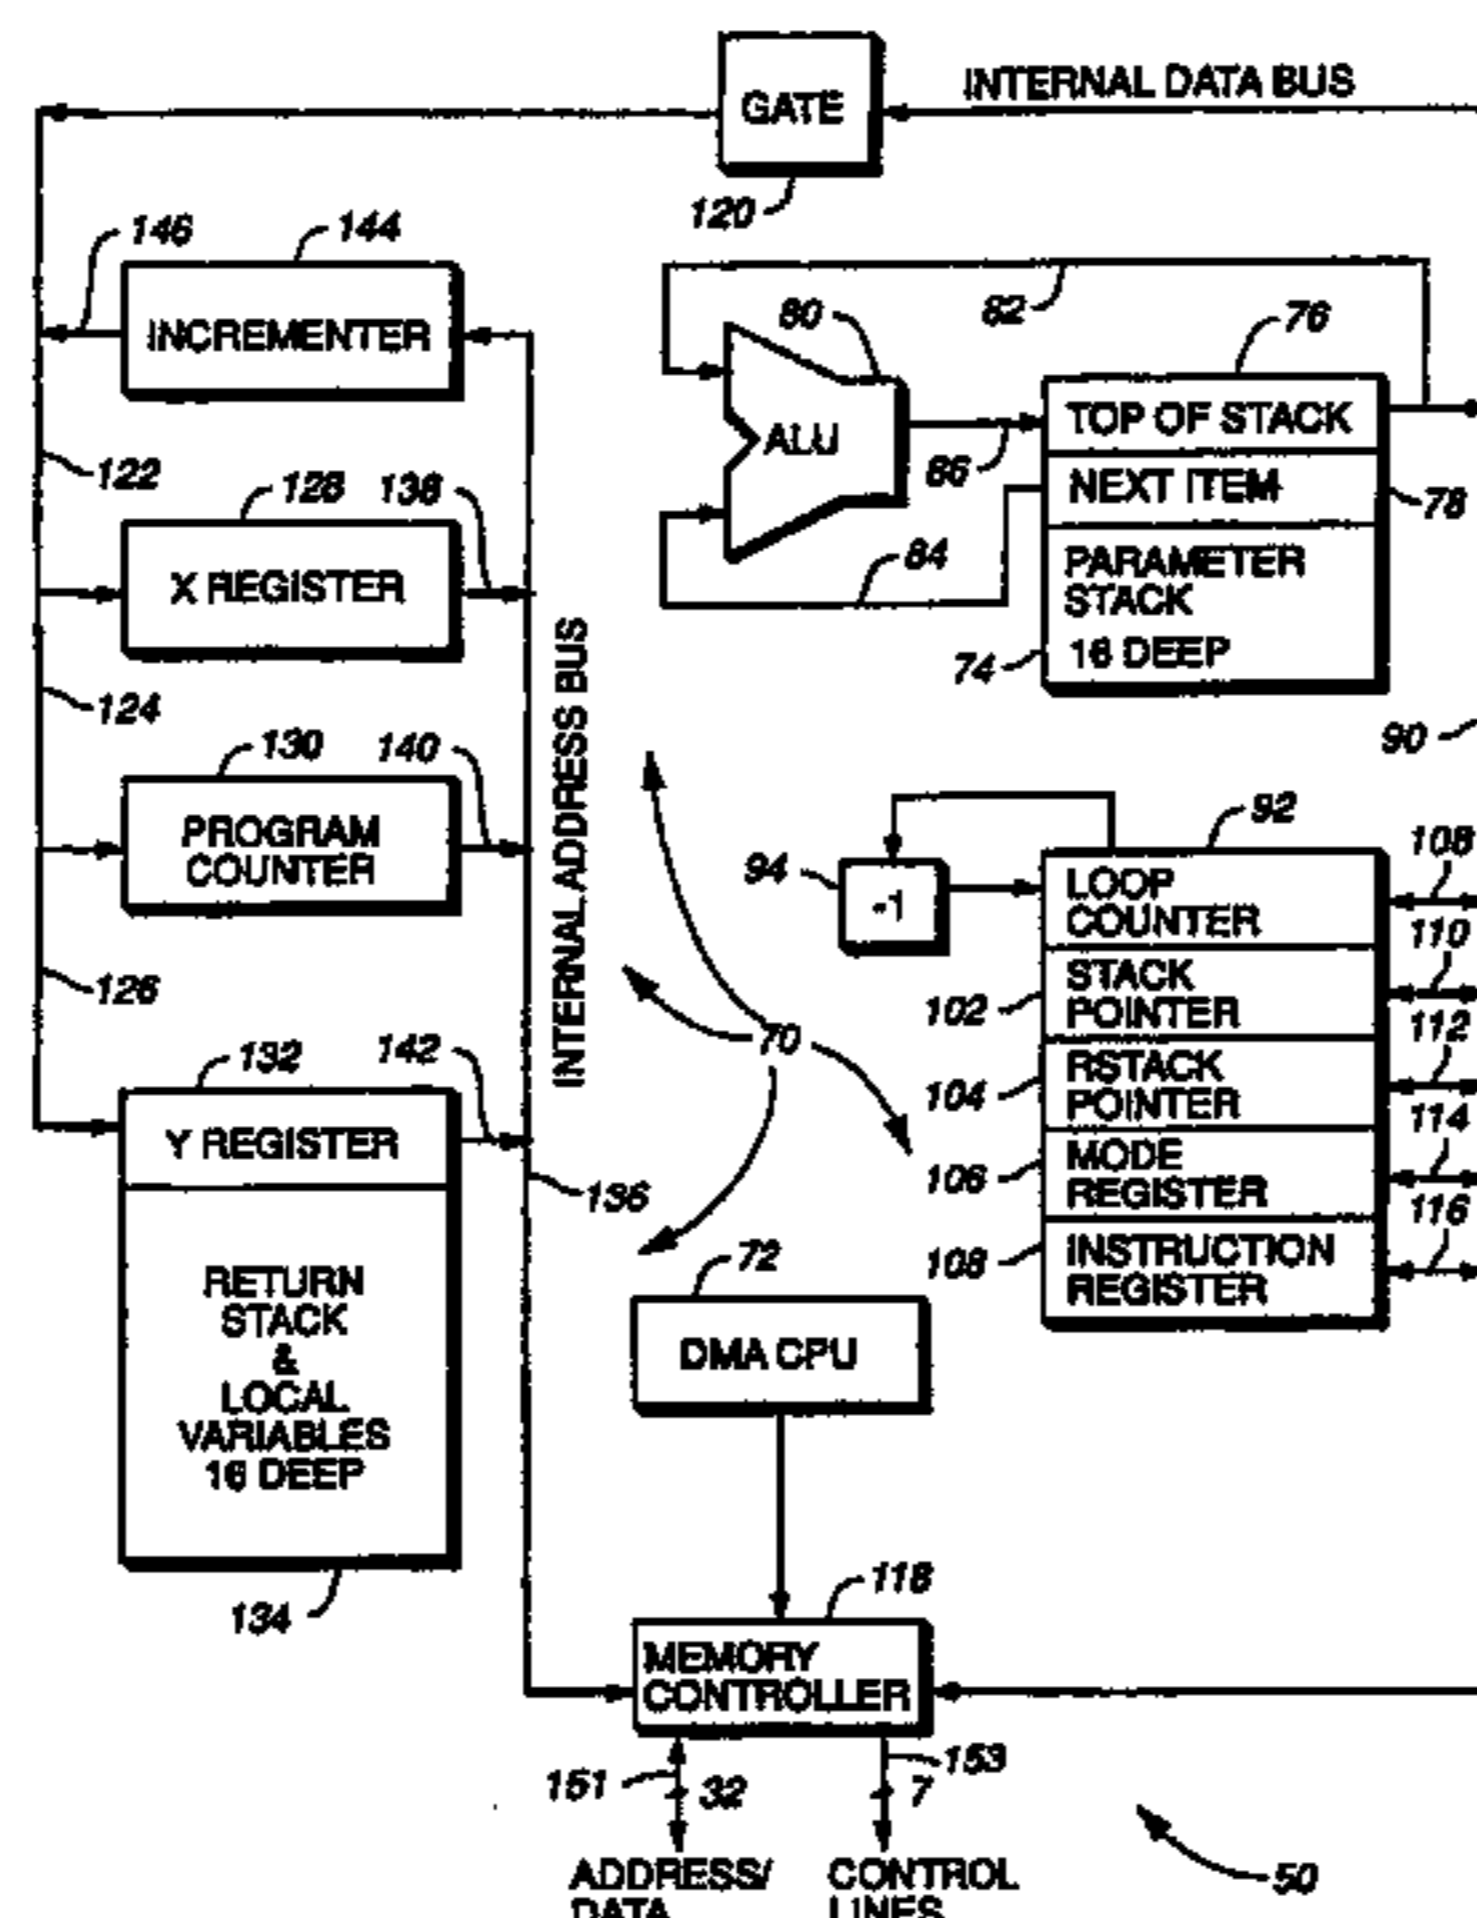 INTERNAL DATA BUS
GATE
120
146
144
INCREMENTER
82
80
76
ALU
TOP OF STACK
86
NEXT ITEM
78
122
128
138
X REGISTER
84
PARAMETER
STACK
16 DEEP
74
124
INTERNAL ADDRESS BUS
130
140
90
PROGRAM
COUNTER
92
94
-1
LOOP
COUNTER
108
110
126
102
STACK
POINTER
112
70
132
142
104
RSTACK
POINTER
114
Y REGISTER
136
106
MODE
REGISTER
116
72
108
INSTRUCTION
REGISTER
RETURN
STACK
&
LOCAL
VARIABLES
16 DEEP
DMA CPU
134
118
MEMORY
CONTROLLER
151
32
153
7
ADDRESS/
DATA
CONTROL
LINES
50